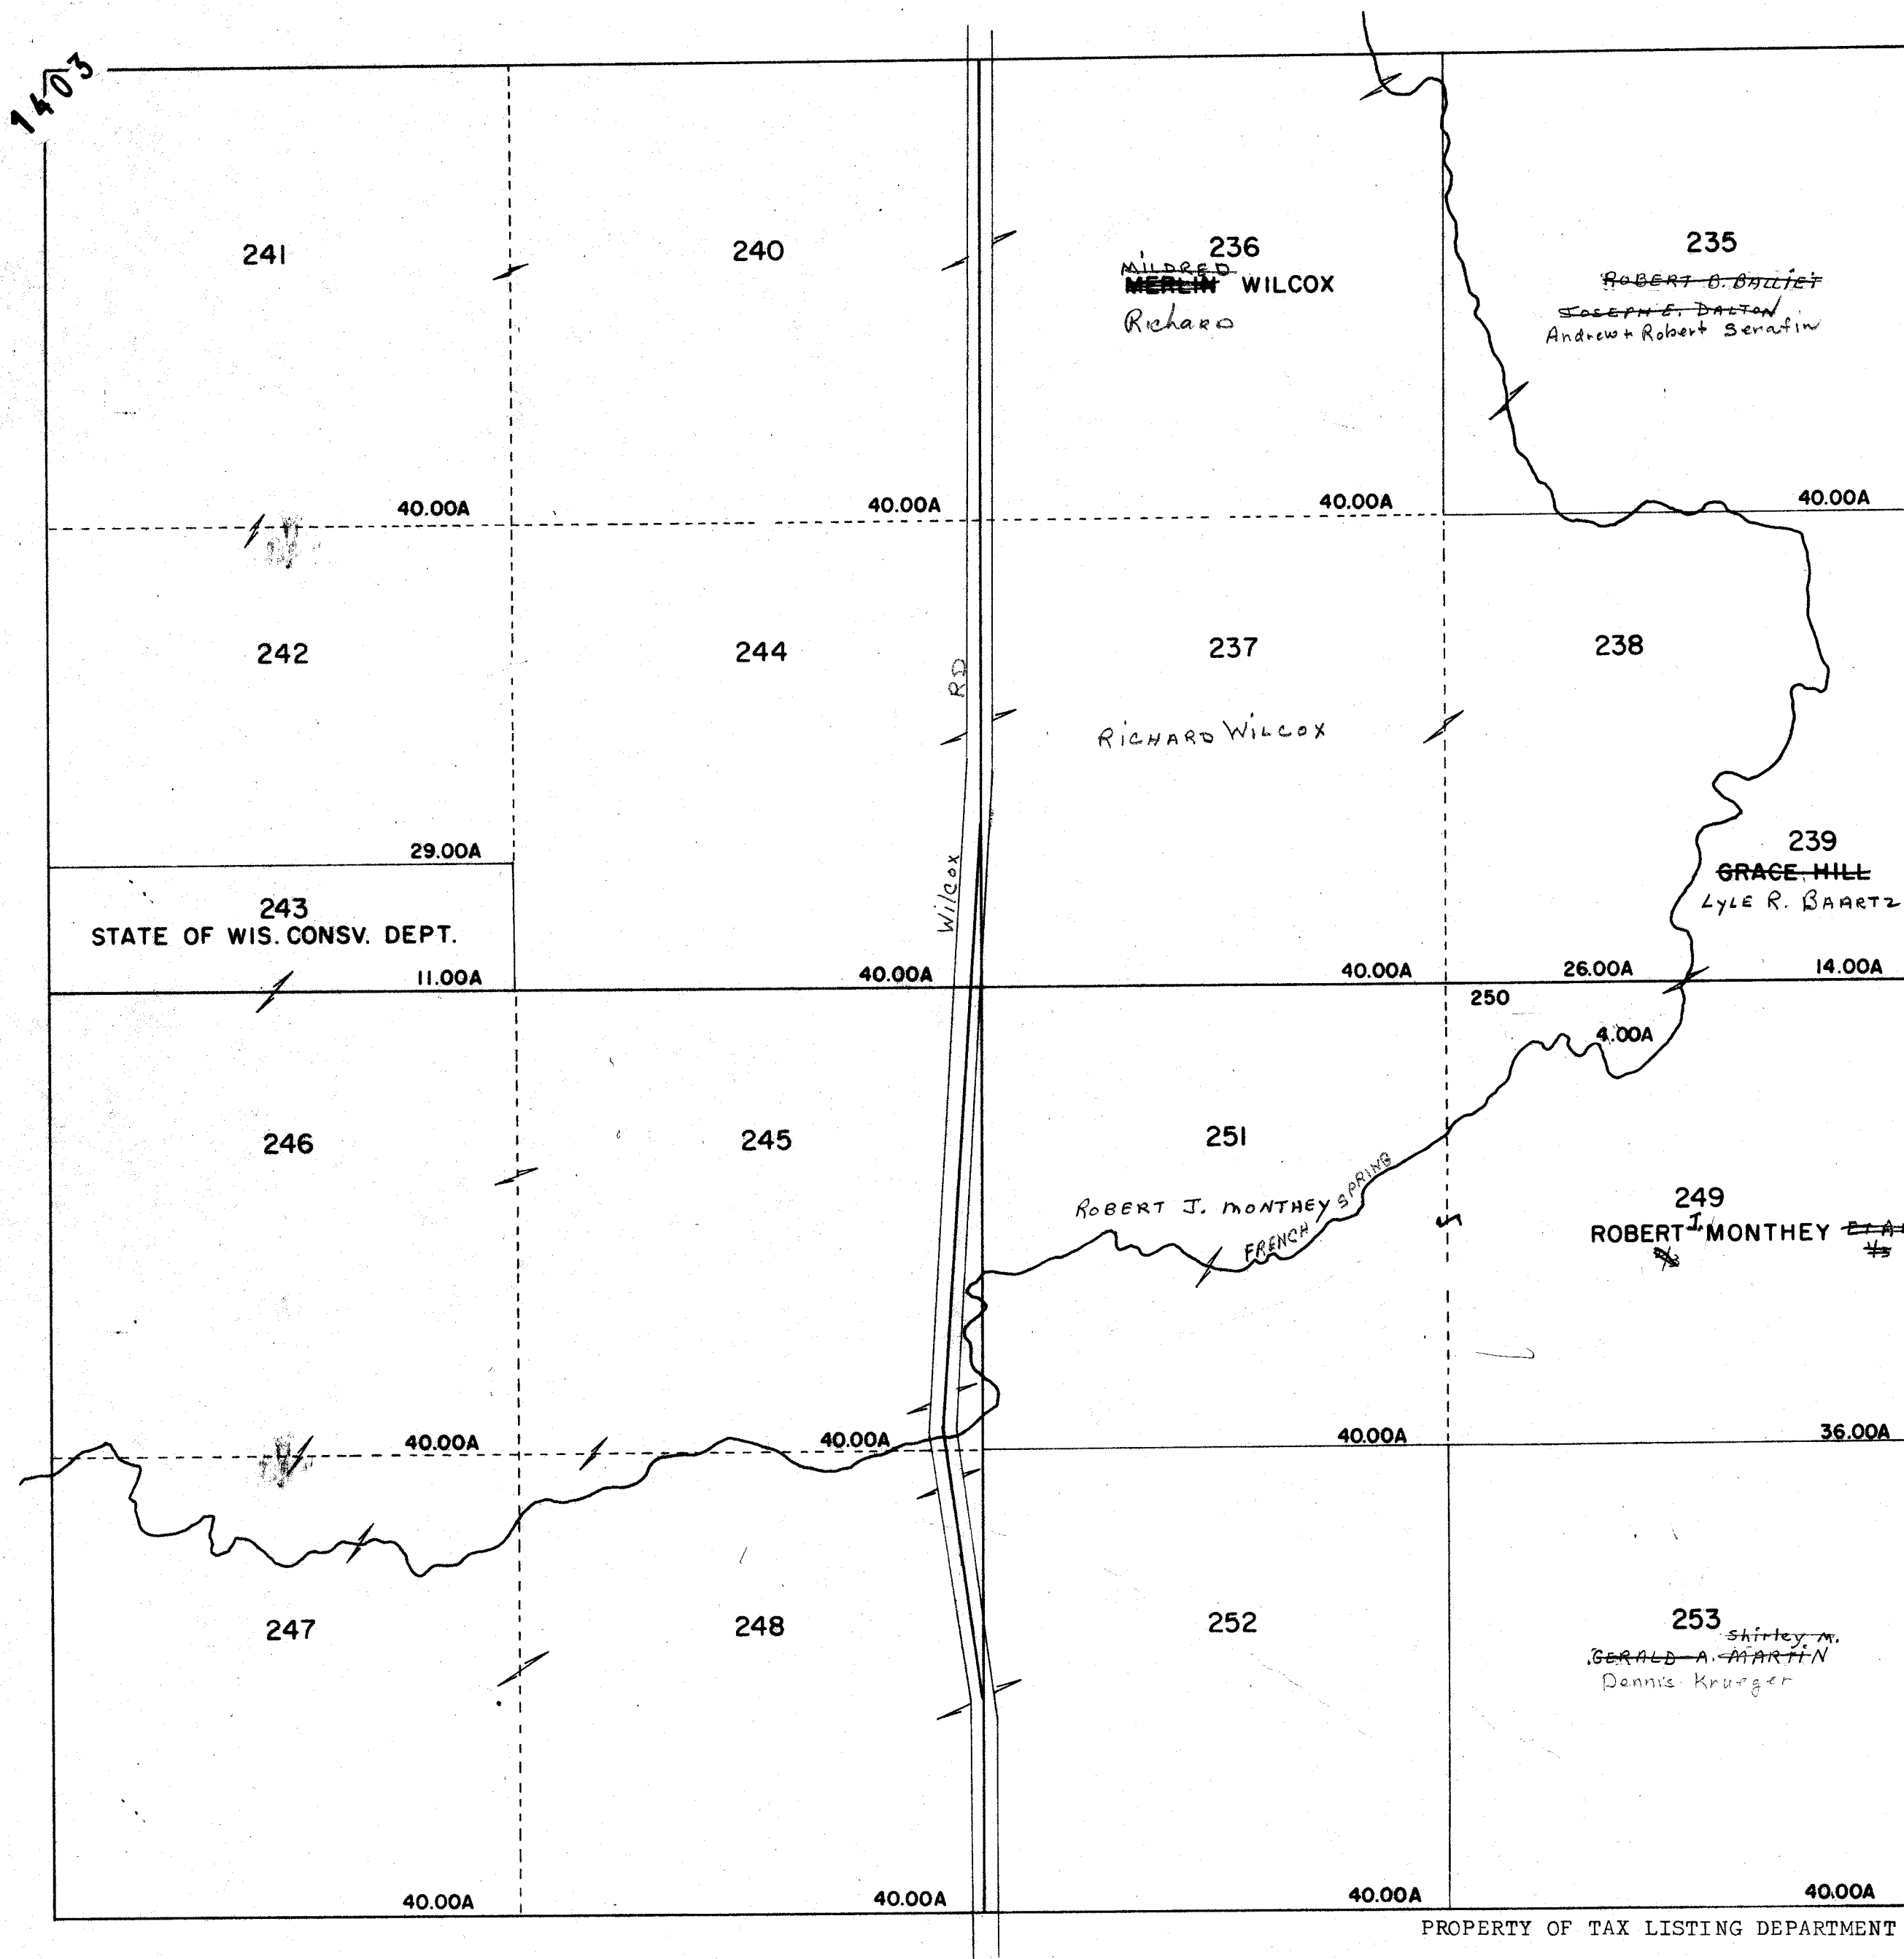 1403
241
240
236
MILDRED
MERLIN WILCOX
Richard
235
ROBERT D. BALLIET
JOSEPH E. DALTON
Andrew + Robert Serafin
40.00A
40.00A
40.00A
40.00A
242
244
237
238
RICHARD WILCOX
Wilcox RD
29.00A
239
GRACE HILL
LYLE R. BAARTZ
243
STATE OF WIS. CONSV. DEPT.
11.00A
40.00A
40.00A
26.00A
14.00A
250
4.00A
246
245
251
ROBERT J. MONTHEY
FRENCH SPRING
249
ROBERT J. MONTHEY
40.00A
40.00A
40.00A
36.00A
247
248
252
253
Shirley M.
GERALD A. MARTIN
Dennis Krueger
40.00A
40.00A
40.00A
40.00A
PROPERTY OF TAX LISTING DEPARTMENT